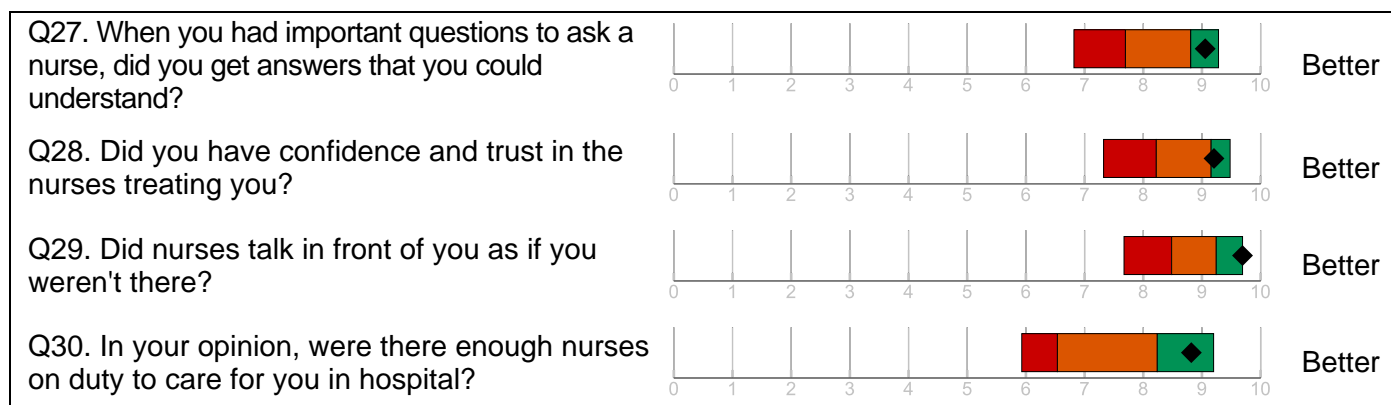 Q27. When you had important questions to ask a
nurse, did you get answers that you could
understand?
0 1 2 3 4 5 6 7 8 9 10
Better
Q28. Did you have confidence and trust in the
nurses treating you?
0 1 2 3 4 5 6 7 8 9 10
Better
Q29. Did nurses talk in front of you as if you
weren't there?
0 1 2 3 4 5 6 7 8 9 10
Better
Q30. In your opinion, were there enough nurses
on duty to care for you in hospital?
0 1 2 3 4 5 6 7 8 9 10
Better